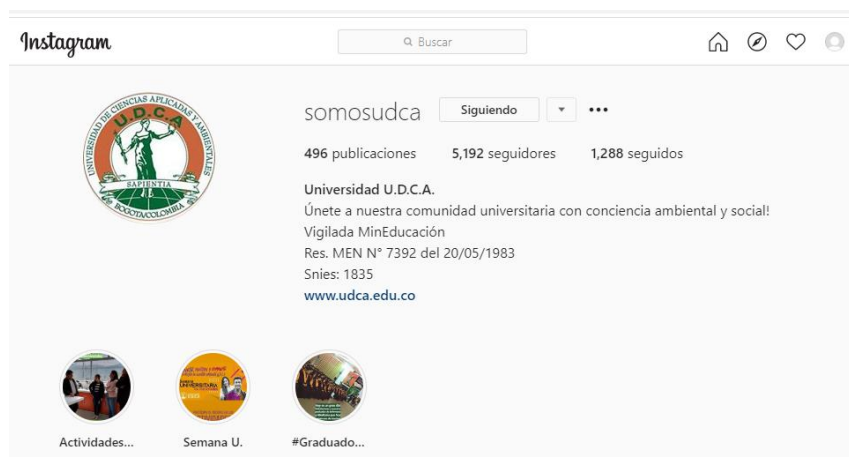 Instagram
Buscar
UNIVERSIDAD DE CIENCIAS APLICADAS Y AMBIENTALES
U.D.C.A
SAPIENTIA
BOGOTA/COLOMBIA
somosudca Siguiendo
496 publicaciones 5,192 seguidores 1,288 seguidos
Universidad U.D.C.A.
Únete a nuestra comunidad universitaria con conciencia ambiental y social!
Vigilada MinEducación
Res. MEN N° 7392 del 20/05/1983
Snies: 1835
www.udca.edu.co
UNIVERSITARIA
Actividades... Semana U. #Graduado...